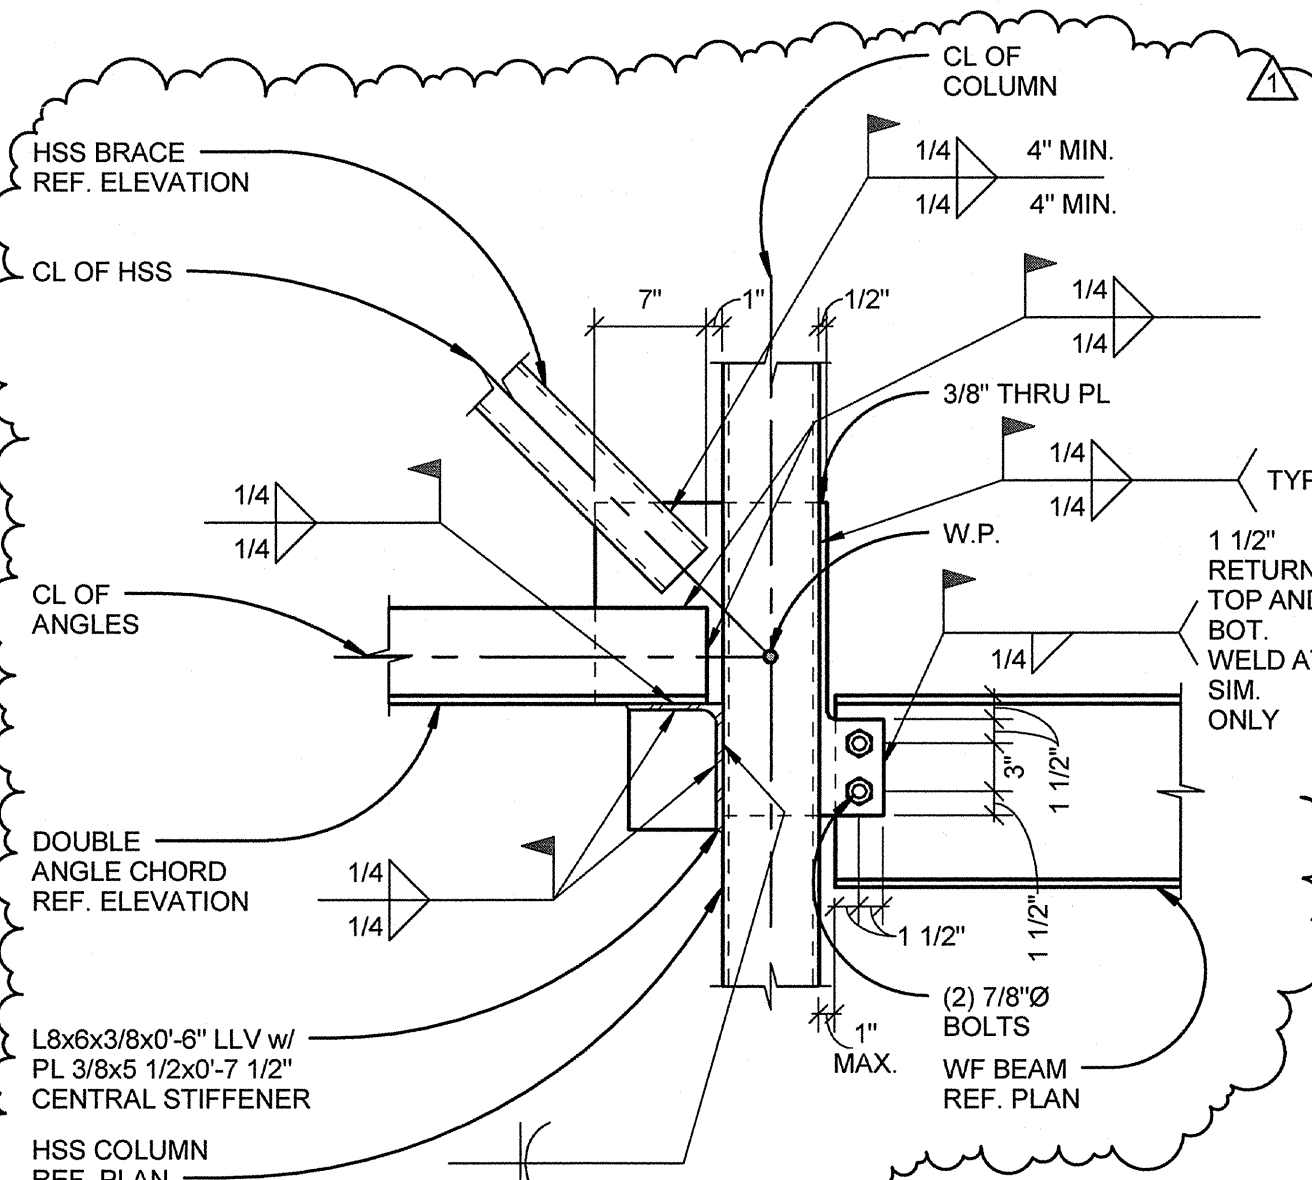 CL OF
COLUMN
1
HSS BRACE
REF. ELEVATION
1/4
4" MIN.
1/4
4" MIN.
CL OF HSS
7"
1"
1/2"
1/4
1/4
3/8" THRU PL
1/4
1/4
TYP
1/4
1/4
W.P.
1 1/2"
RETURN
TOP AND
BOT.
WELD AT
SIM.
ONLY
1/4
CL OF
ANGLES
3"
1 1/2"
1 1/2"
1 1/2"
DOUBLE
ANGLE CHORD
REF. ELEVATION
1/4
1/4
(2) 7/8"Ø
BOLTS
1"
MAX.
WF BEAM
REF. PLAN
L8x6x3/8x0'-6" LLV w/
PL 3/8x5 1/2x0'-7 1/2"
CENTRAL STIFFENER
HSS COLUMN
REF. PLAN